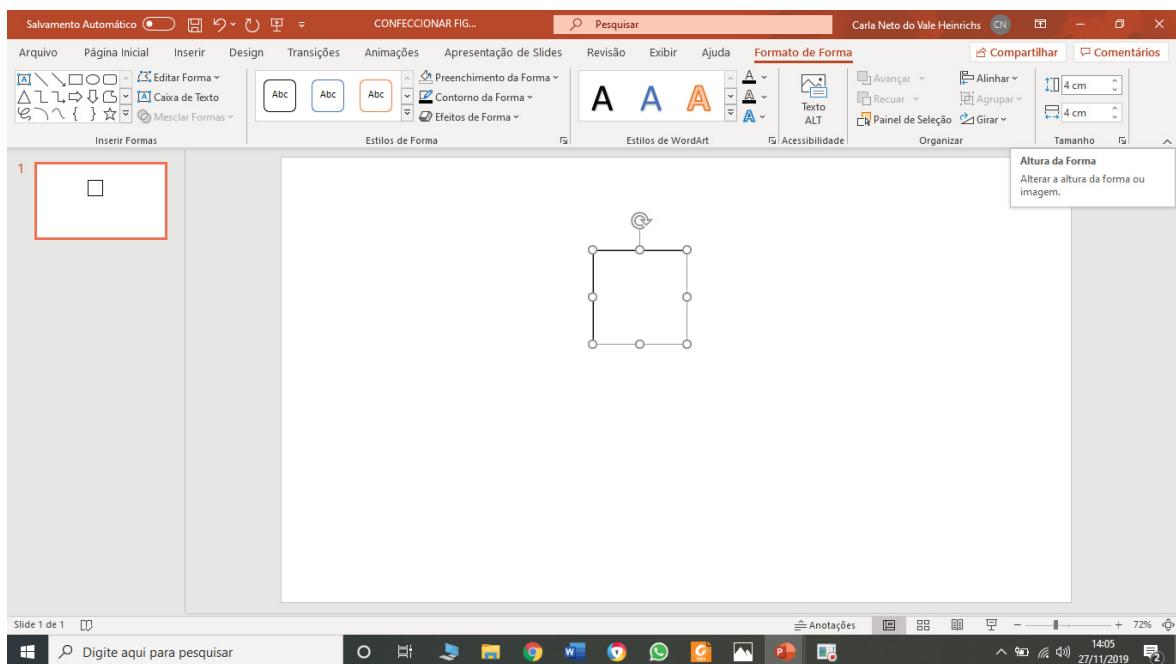 Salvamento Automático
CONFECCIONAR FIG...
Pesquisar
Carla Neto do Vale Heinrichs
CN
Arquivo Página Inicial Inserir Design Transições Animações Apresentação de Slides Revisão Exibir Ajuda Formato de Forma Compartilhar Comentários
Editar Forma
Caixa de Texto
Mesclar Formas
Inserir Formas
Abc Abc Abc
Preenchimento da Forma
Contorno da Forma
Efeitos de Forma
Estilos de Forma
A A A
Estilos de WordArt
Texto
ALT
Acessibilidade
Avançar
Recuar
Painel de Seleção
Alinhar
Agrupar
Girar
Organizar
4 cm
4 cm
Tamanho
Altura da Forma
Alterar a altura da forma ou
imagem.
1
Slide 1 de 1
Anotações
72%
Digite aqui para pesquisar
14:05
27/11/2019